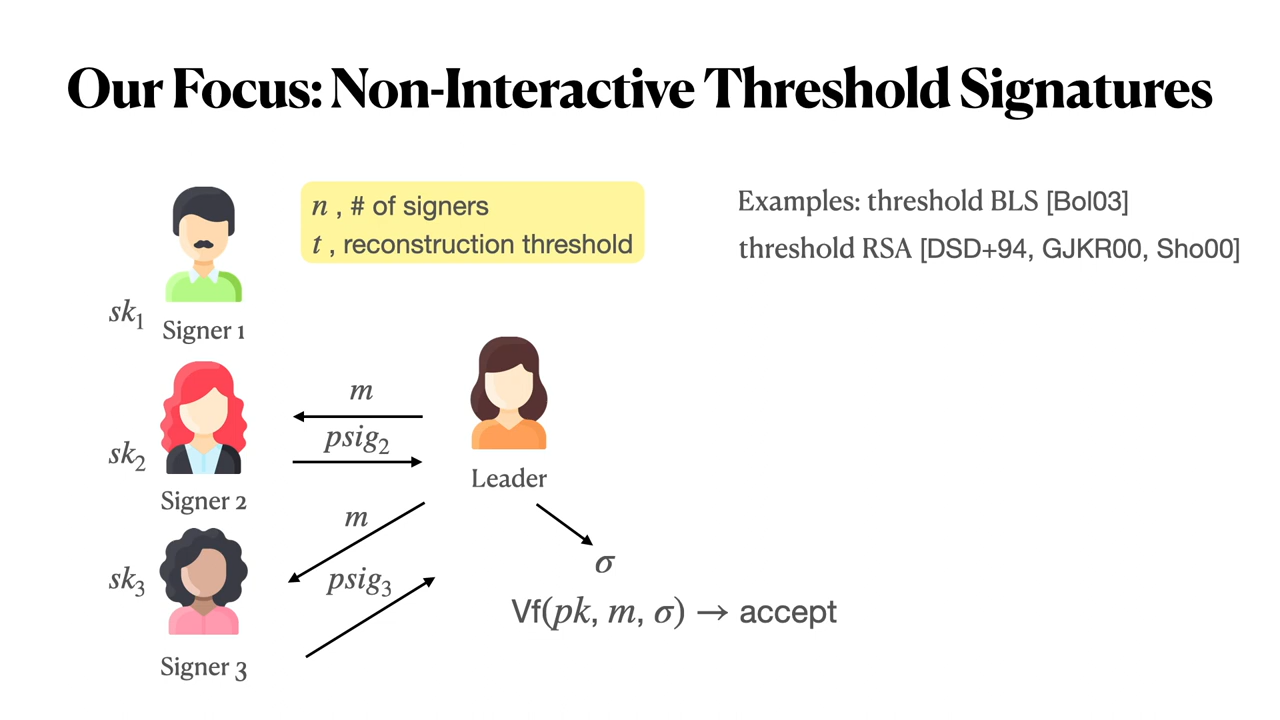 Our Focus: Non-Interactive Threshold Signatures
n , # of signers
t , reconstruction threshold
Examples: threshold BLS [Bol03]
threshold RSA [DSD+94, GJKR00, Sho00]
sk₁
Signer 1
m
psig₂
sk₂
Signer 2
Leader
m
psig₃
sk₃
Signer 3
σ
Vf(pk, m, σ) → accept